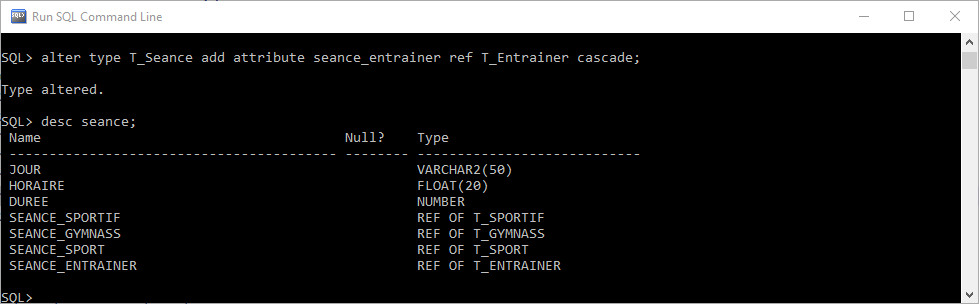 Run SQL Command Line
SQL> alter type T_Seance add attribute seance_entrainer ref T_Entrainer cascade;
Type altered.
SQL> desc seance;
Name Null? Type
----------------------------------------- -------- ----------------------------
JOUR VARCHAR2(50)
HORAIRE FLOAT(20)
DUREE NUMBER
SEANCE_SPORTIF REF OF T_SPORTIF
SEANCE_GYMNASS REF OF T_GYMNASS
SEANCE_SPORT REF OF T_SPORT
SEANCE_ENTRAINER REF OF T_ENTRAINER
SQL>